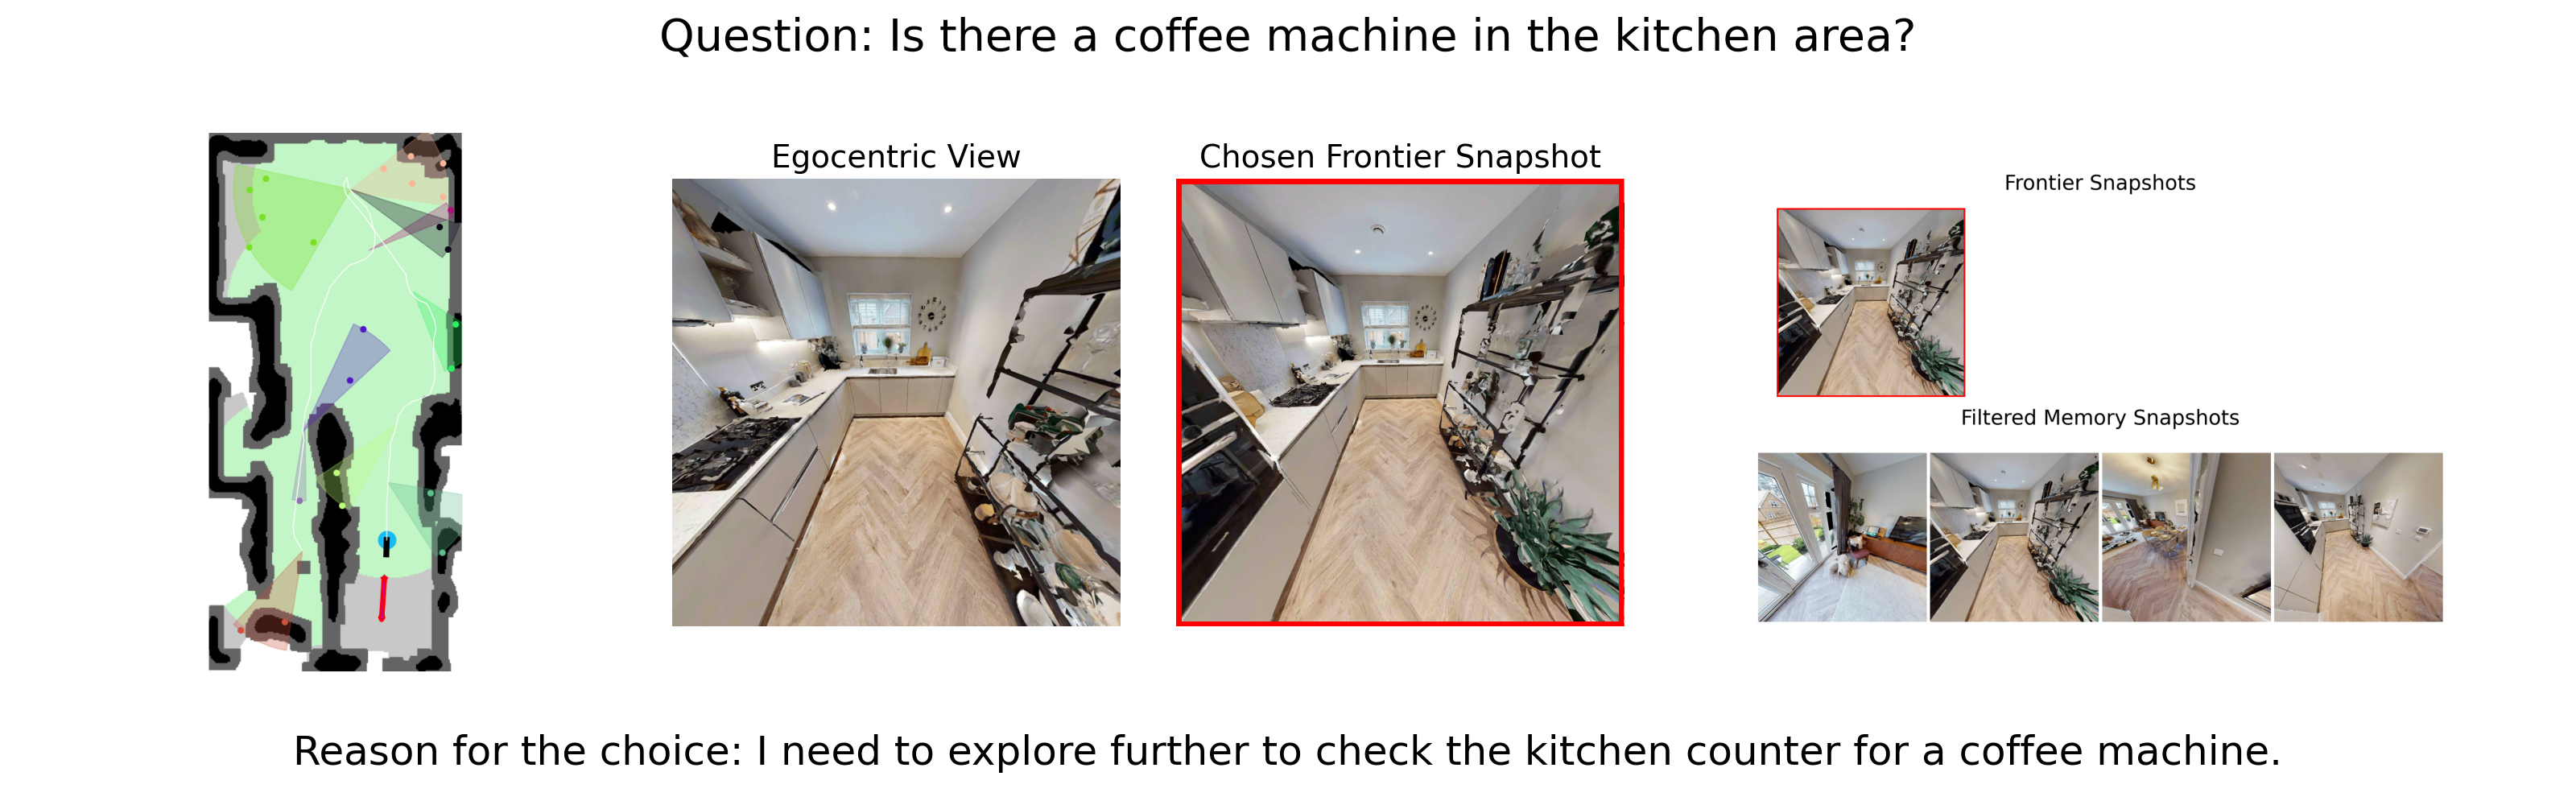 Question: Is there a coffee machine in the kitchen area?
Egocentric View
Chosen Frontier Snapshot
Frontier Snapshots
Filtered Memory Snapshots
Reason for the choice: I need to explore further to check the kitchen counter for a coffee machine.